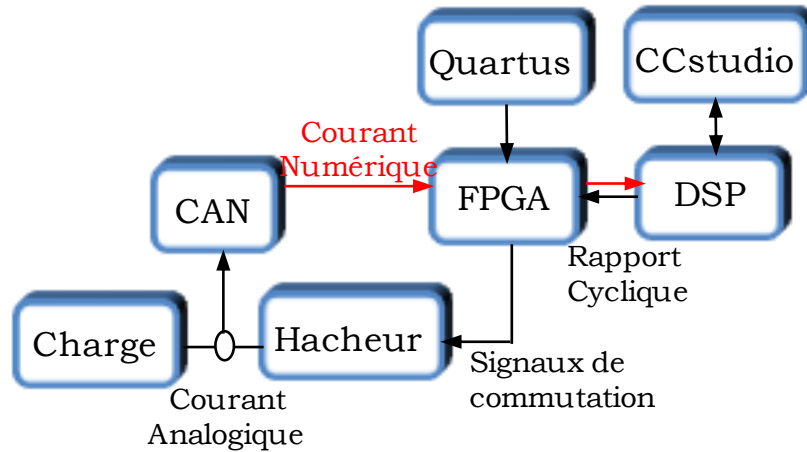 Quartus
CCstudio
Courant
Numérique
CAN
FPGA
DSP
Rapport
Cyclique
Charge
Hacheur
Signaux de
commutation
Courant
Analogique